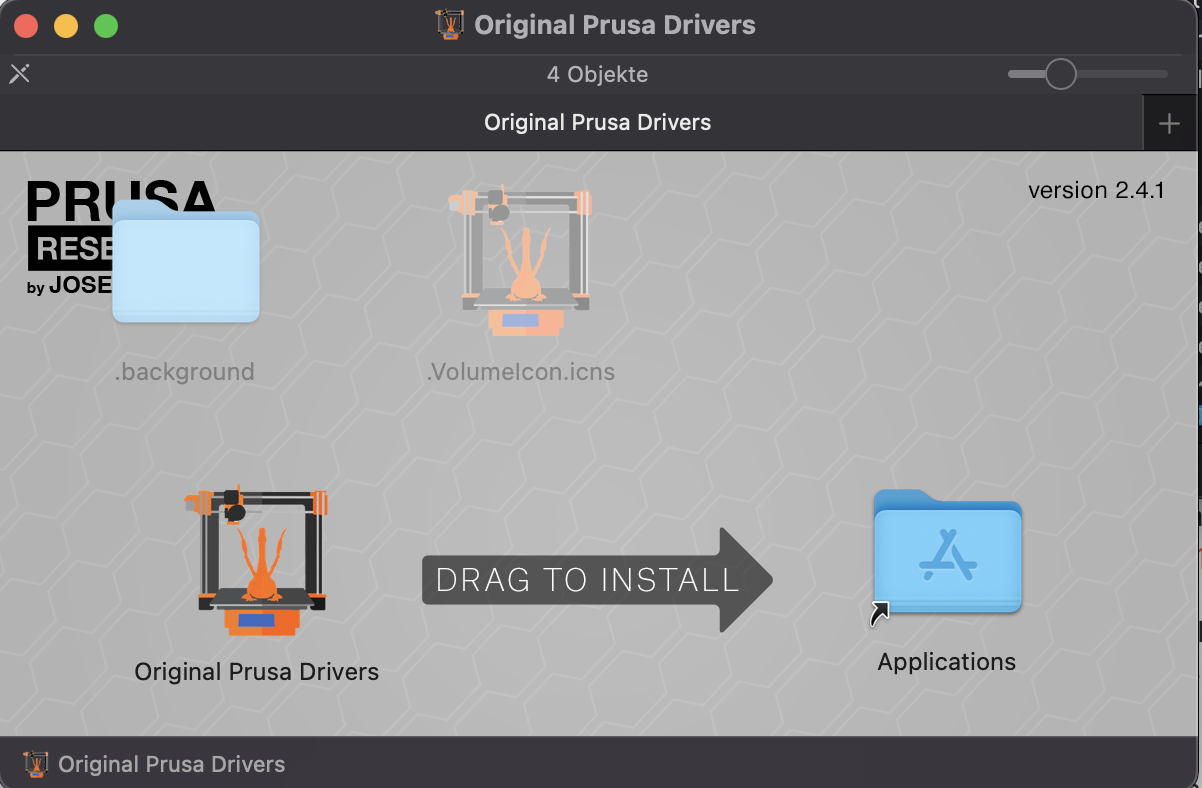 Original Prusa Drivers
4 Objekte
Original Prusa Drivers
PRUSA
version 2.4.1
by JOSE
.background
.VolumeIcon.icns
DRAG TO INSTALL
Original Prusa Drivers
Applications
Original Prusa Drivers